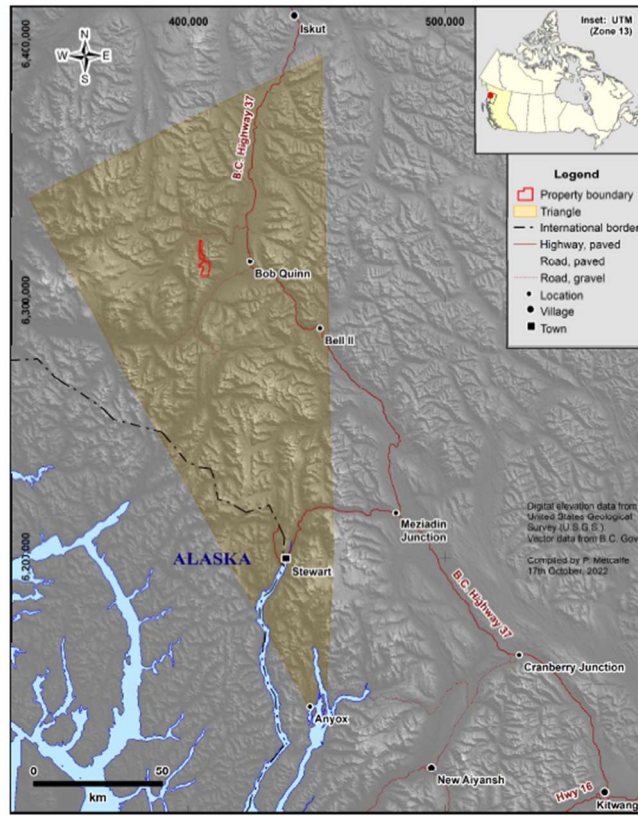 400,000
500,000
Inset: UTM
(Zone 13)
6,400,000
Iskut
N
W E
S
B.C. Highway 37
Legend
Property boundary
Triangle
International border
Highway, paved
Road, paved
Road, gravel
Location
Village
Town
Bob Quinn
6,300,000
Bell II
Meziadin
Junction
Digital elevation data from
United States Geological
Survey (U.S.G.S.)
Vector data from B.C. Gov
Compiled by P. Metcalfe
17th October, 2022
6,200,000
ALASKA
Stewart
B.C. Highway 37
Cranberry Junction
Anyox
New Aiyansh
Hwy 16
Kitwang
0 50
km